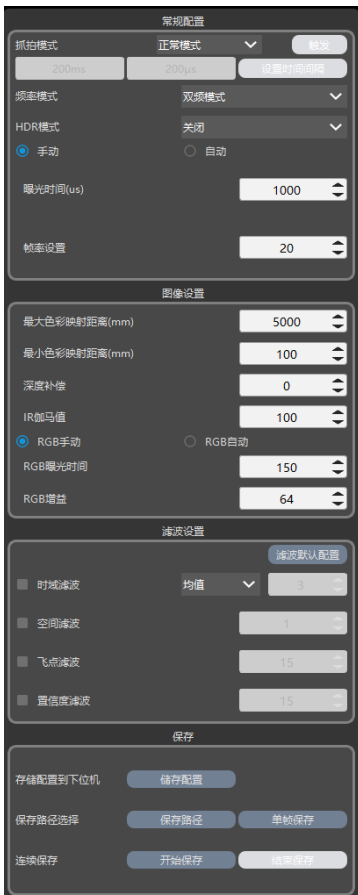 常规配置
抓拍模式 正常模式 触发
200ms 200μs 设置时间间隔
频率模式 双频模式
HDR模式 关闭
手动 自动
曝光时间(us) 1000
帧率设置 20
图像设置
最大色彩映射距离(mm) 5000
最小色彩映射距离(mm) 100
深度补偿 0
IR伽马值 100
RGB手动 RGB自动
RGB曝光时间 150
RGB增益 64
滤波设置
滤波默认配置
时域滤波 均值 3
空间滤波 1
飞点滤波 15
置信度滤波 15
保存
存储配置到下位机 储存配置
保存路径选择 保存路径 单帧保存
连续保存 开始保存 结束保存